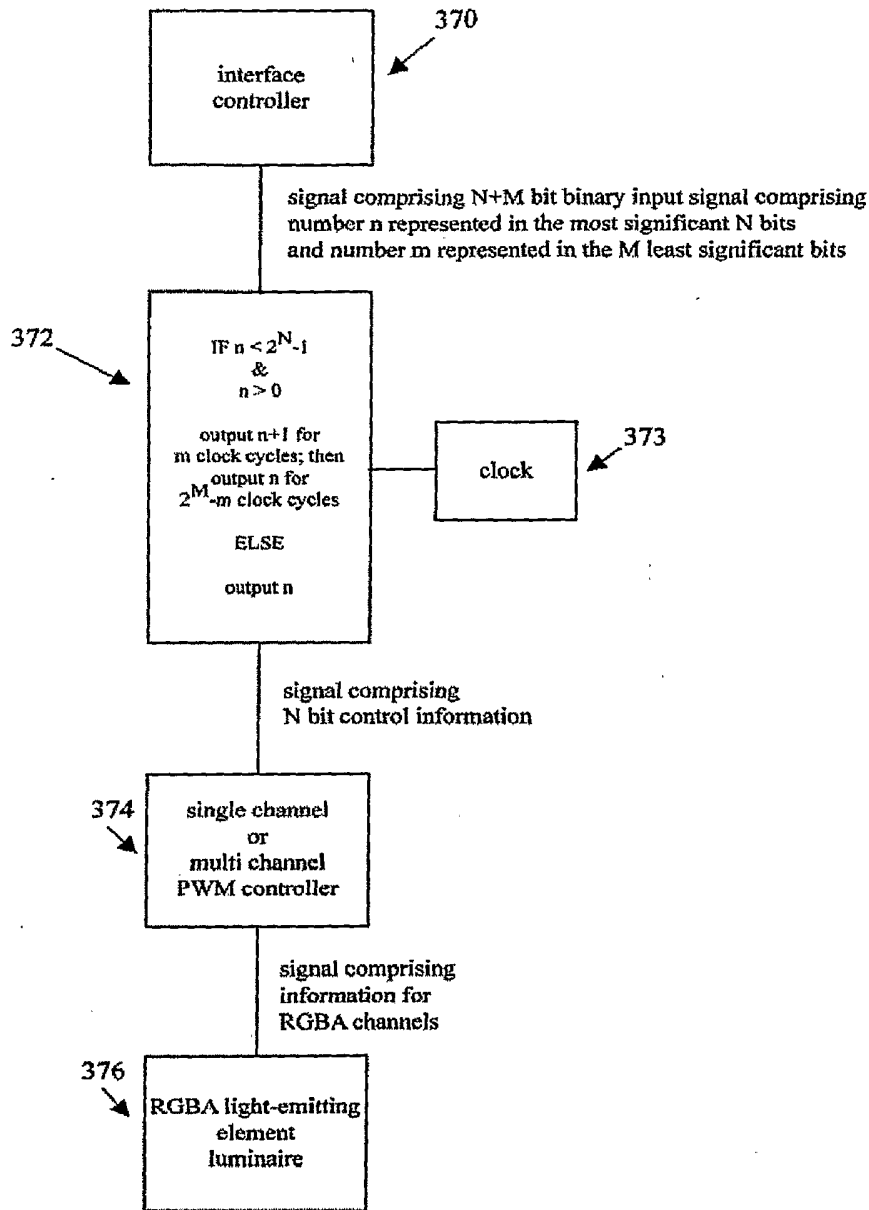 370
interface
controller
signal comprising N+M bit binary input signal comprising
number n represented in the most significant N bits
and number m represented in the M least significant bits
372
IF n < 2^N-1
&
n > 0
output n+1 for
m clock cycles; then
output n for
2^M-m clock cycles
ELSE
output n
373
clock
signal comprising
N bit control information
374
single channel
or
multi channel
PWM controller
signal comprising
information for
RGBA channels
376
RGBA light-emitting
element
luminaire